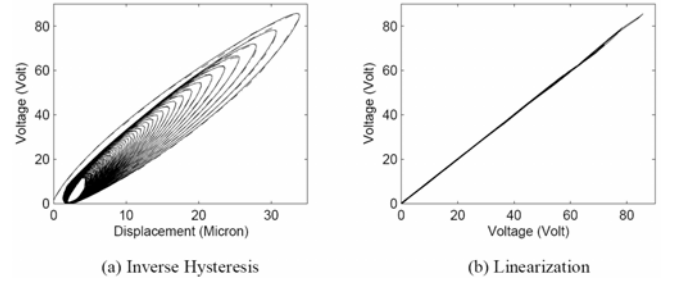 80
60
40
20
0
Voltage (Volt)
0 10 20 30
Displacement (Micron)
(a) Inverse Hysteresis
80
60
40
20
0
Voltage (Volt)
0 20 40 60 80
Voltage (Volt)
(b) Linearization